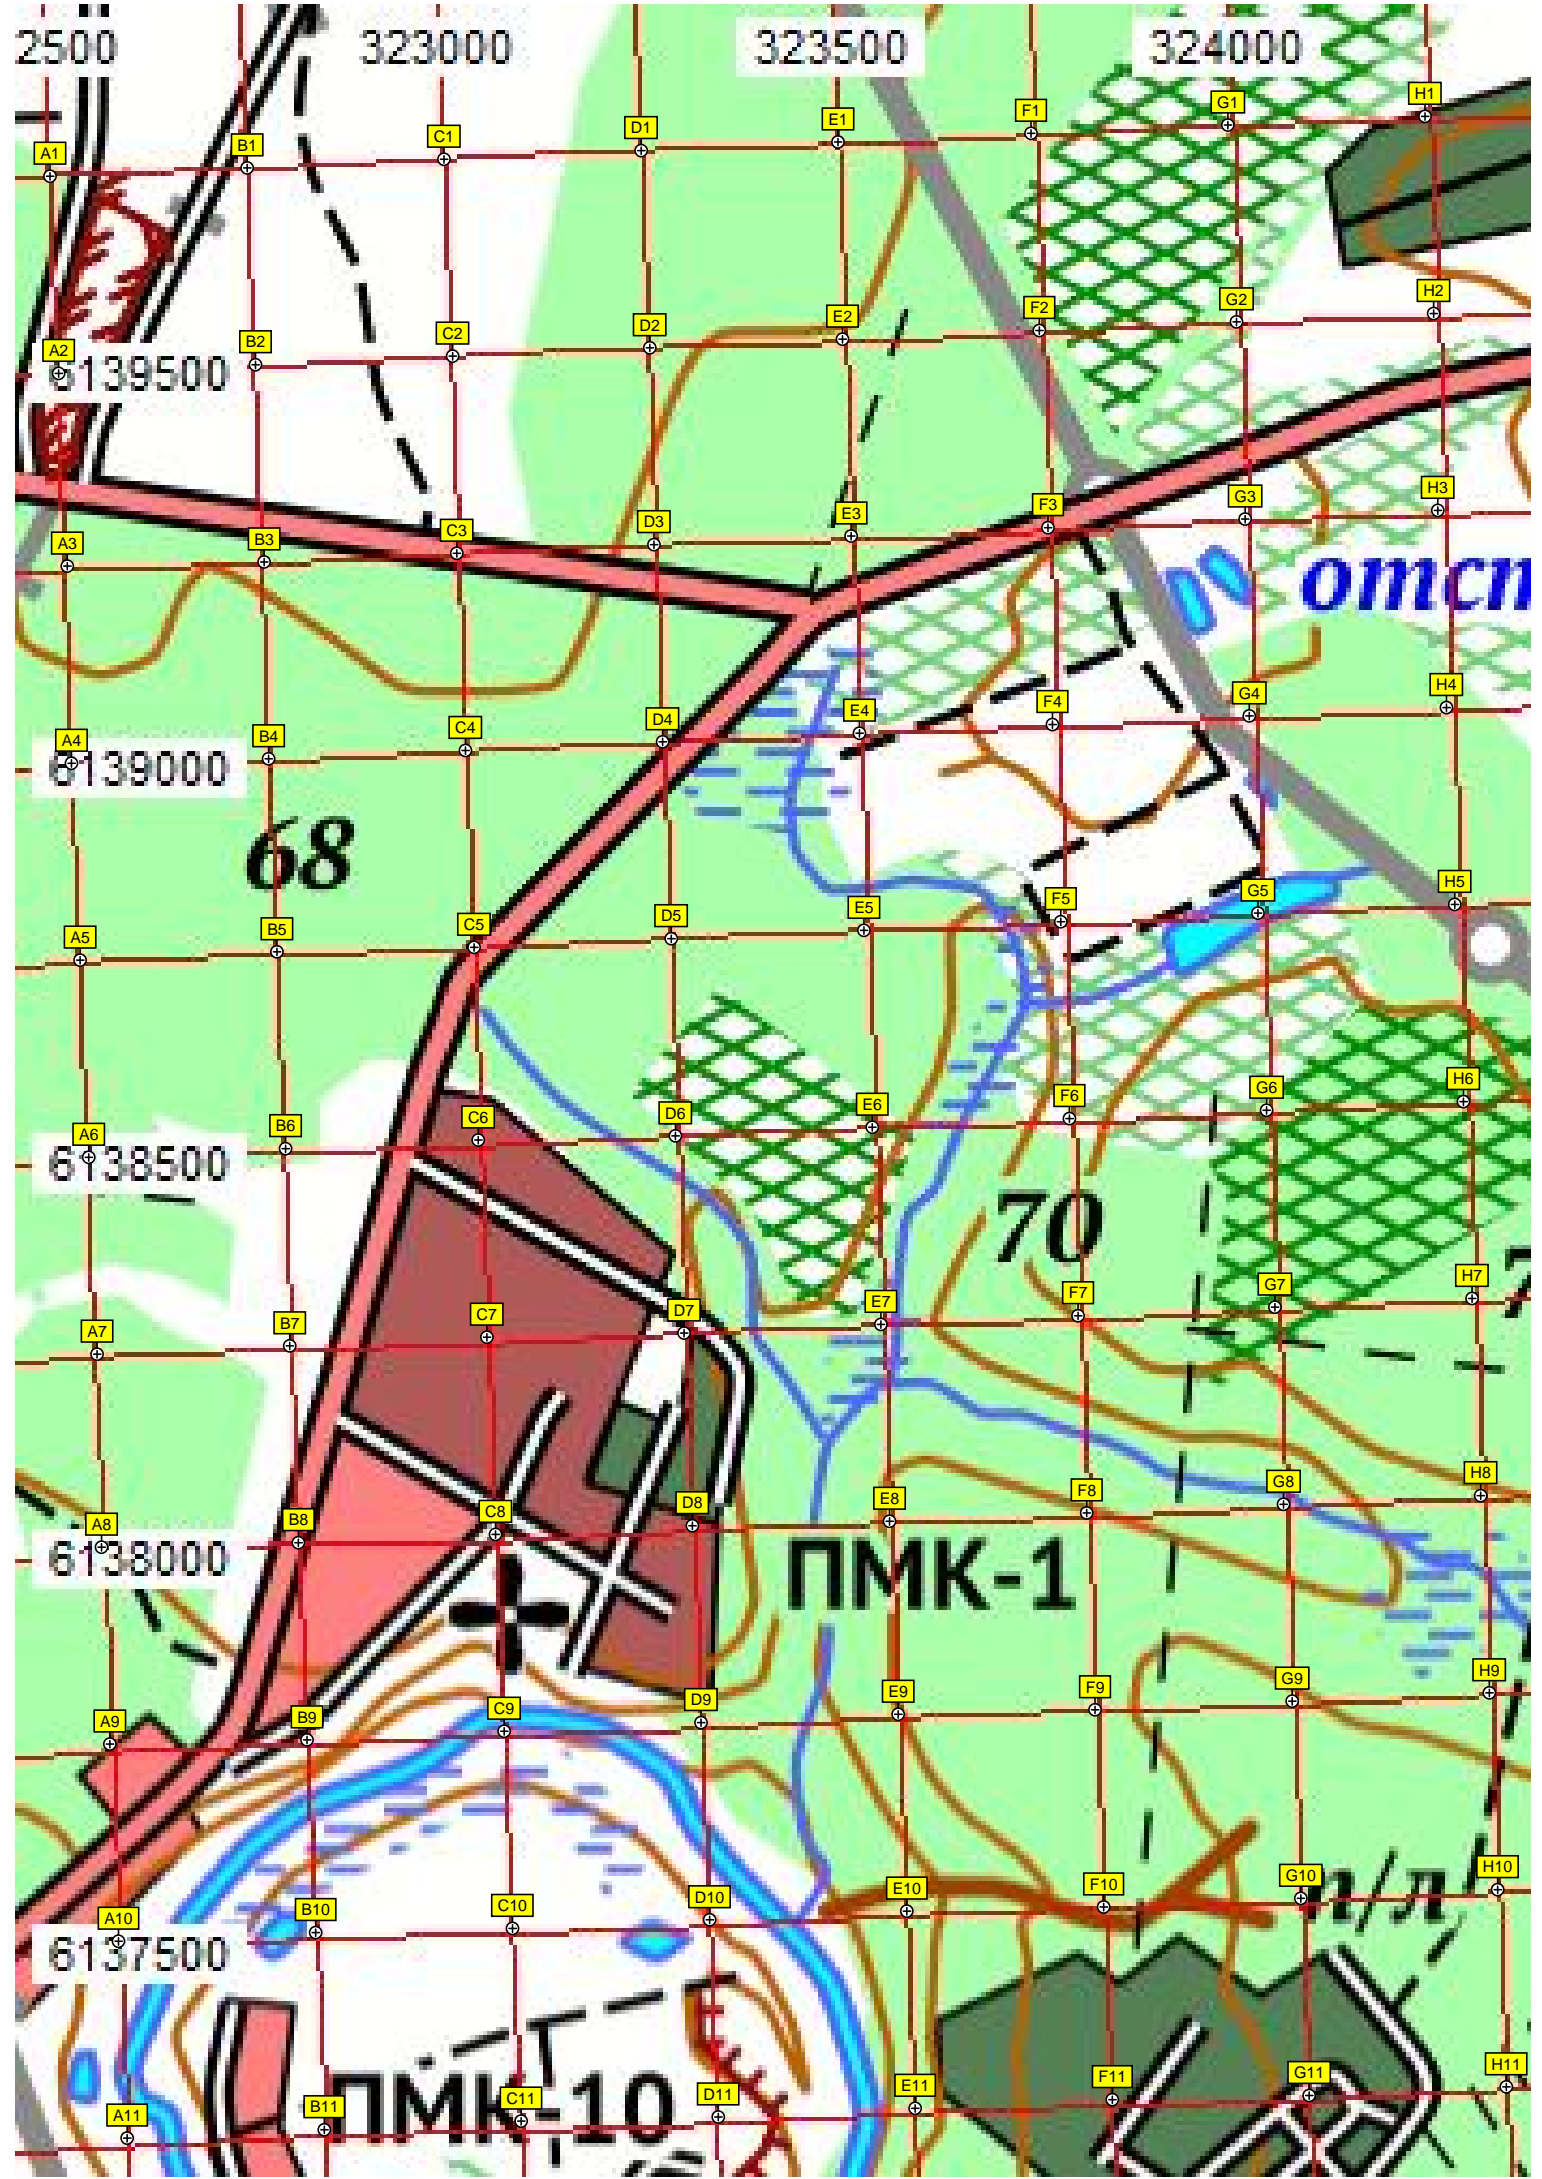 2500 323000 323500 324000
A1 B1 C1 D1 E1 F1 G1 H1
A2 B2 C2 D2 E2 F2 G2 H2
6139500
A3 B3 C3 D3 E3 F3 G3 H3
отст
A4 B4 C4 D4 E4 F4 G4 H4
6139000
68
A5 B5 C5 D5 E5 F5 G5 H5
A6 B6 C6 D6 E6 F6 G6 H6
6138500
70
7
A7 B7 C7 D7 E7 F7 G7 H7
A8 B8 C8 D8 E8 F8 G8 H8
6138000
ПМК-1
A9 B9 C9 D9 E9 F9 G9 H9
A10 B10 C10 D10 E10 F10 G10 H10
п/л
6137500
A11 B11 C11 D11 E11 F11 G11 H11
ПМК-10